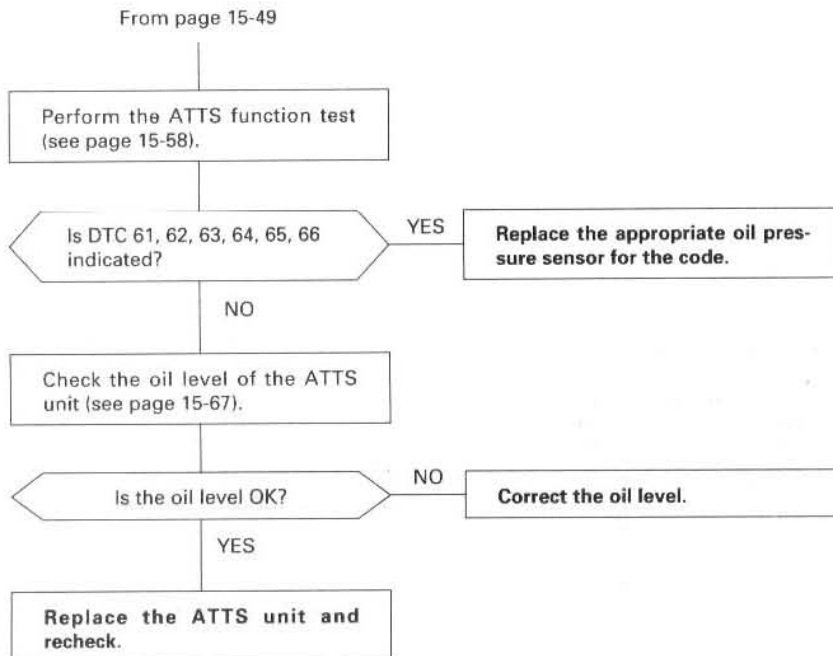 From page 15-49
Perform the ATTS function test
(see page 15-58).
Is DTC 61, 62, 63, 64, 65, 66
indicated?
YES
Replace the appropriate oil pres-
sure sensor for the code.
NO
Check the oil level of the ATTS
unit (see page 15-67).
Is the oil level OK?
NO
Correct the oil level.
YES
Replace the ATTS unit and
recheck.